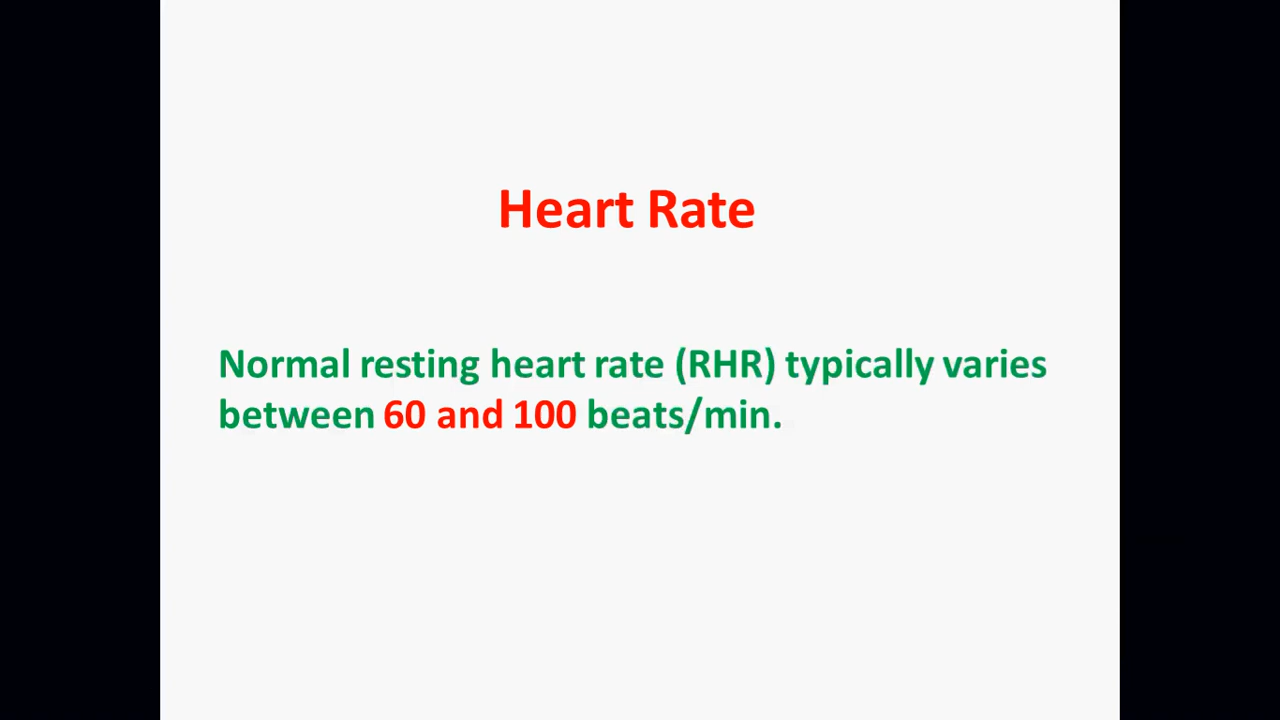 Heart Rate
Normal resting heart rate (RHR) typically varies
between 60 and 100 beats/min.